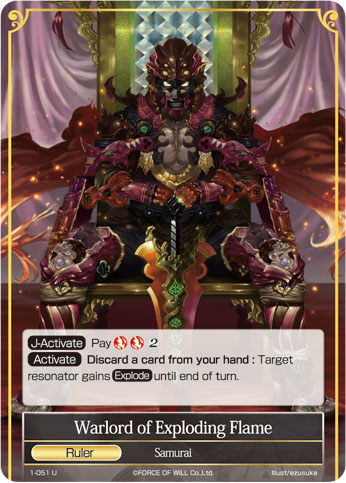 J-Activate Pay 2
Activate Discard a card from your hand : Target
resonator gains Explode until end of turn.
Warlord of Exploding Flame
Ruler Samurai
1-051 U ©FORCE OF WILL Co.,Ltd. Illust/ezusuke